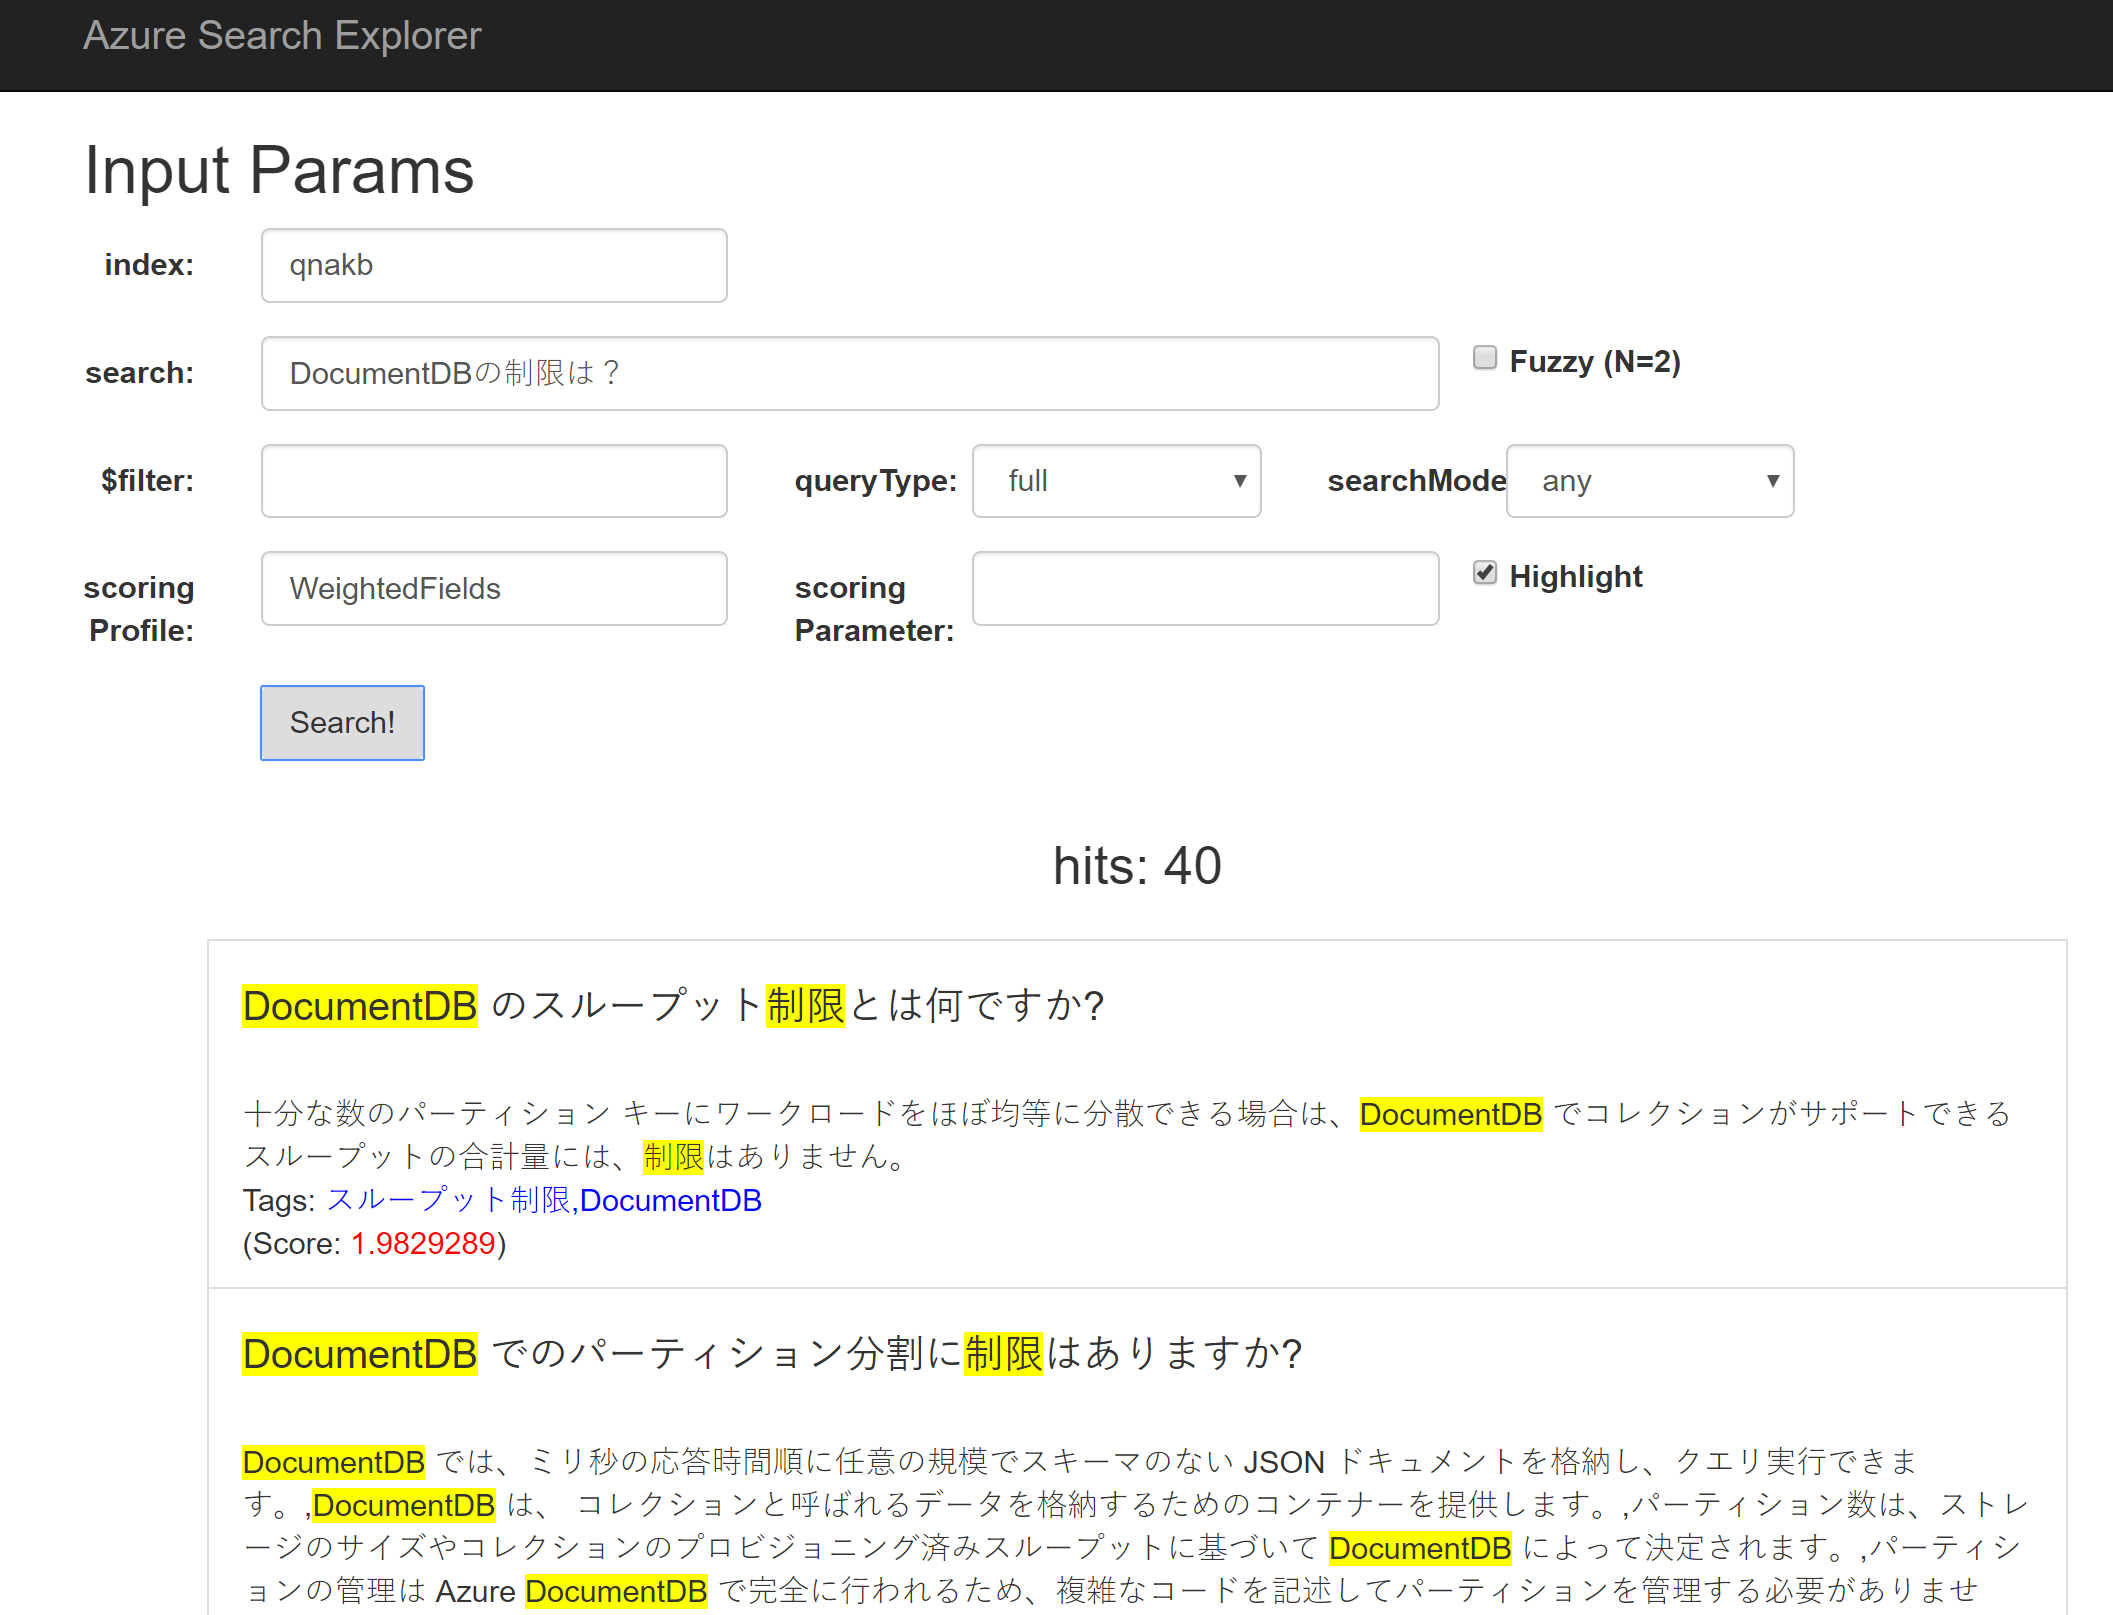 Azure Search Explorer
Input Params
index: qnakb
search: DocumentDBの制限は？ Fuzzy (N=2)
$filter: queryType: full searchMode any
scoring Profile: WeightedFields scoring Parameter: Highlight
Search!
hits: 40
DocumentDB のスループット制限とは何ですか?
十分な数のパーティション キーにワークロードをほぼ均等に分散できる場合は、DocumentDB でコレクションがサポートできる
スループットの合計量には、制限はありません。
Tags: スループット制限,DocumentDB
(Score: 1.9829289)
DocumentDB でのパーティション分割に制限はありますか?
DocumentDB では、ミリ秒の応答時間順に任意の規模でスキーマのない JSON ドキュメントを格納し、クエリ実行できま
す。,DocumentDB は、 コレクションと呼ばれるデータを格納するためのコンテナーを提供します。,パーティション数は、ストレ
ージのサイズやコレクションのプロビジョニング済みスループットに基づいて DocumentDB によって決定されます。,パーティシ
ョンの管理は Azure DocumentDB で完全に行われるため、複雑なコードを記述してパーティションを管理する必要がありませ